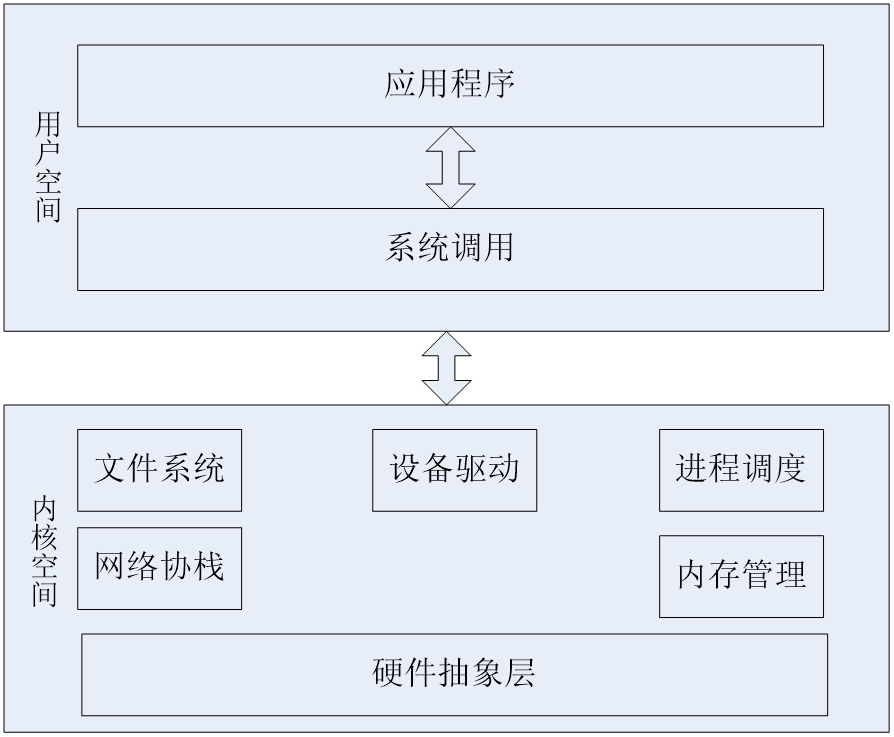 应用程序
用户空间
系统调用
文件系统
设备驱动
进程调度
内核空间
网络协栈
内存管理
硬件抽象层